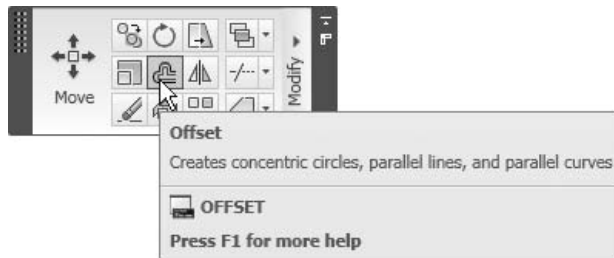 Move
Modify
Offset
Creates concentric circles, parallel lines, and parallel curves
OFFSET
Press F1 for more help